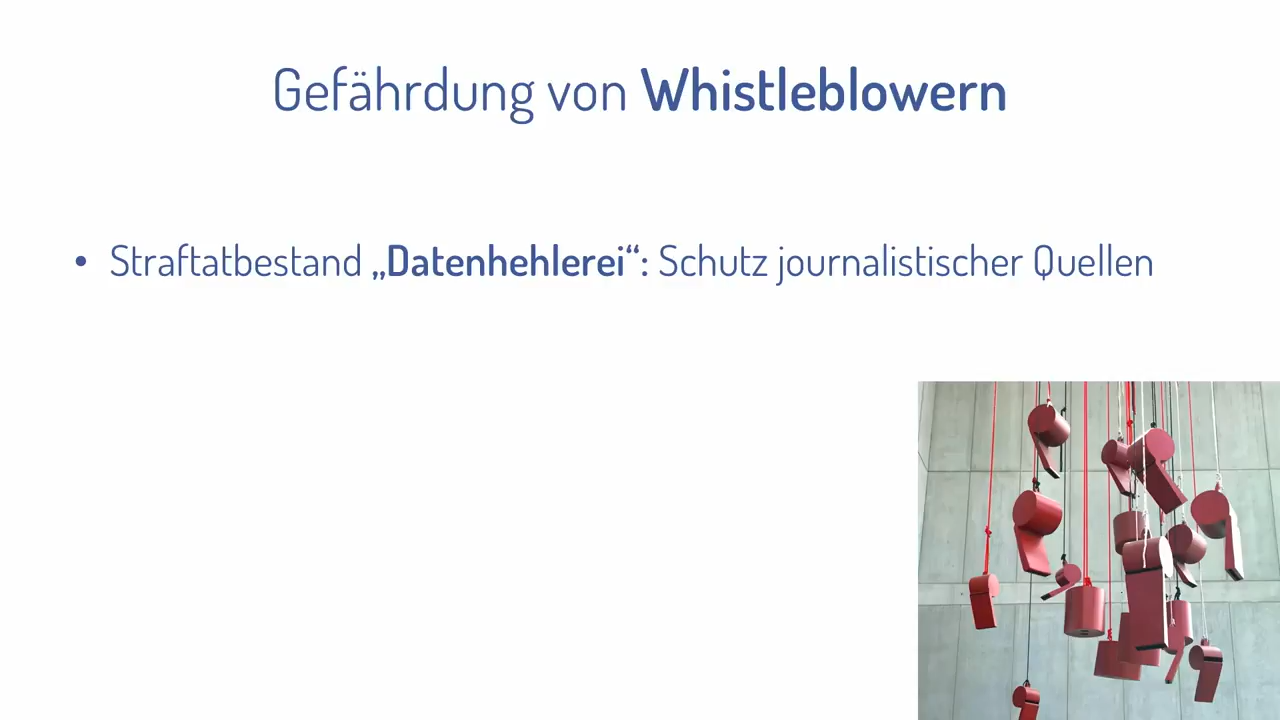 Gefährdung von Whistleblowern
• Straftatbestand „Datenhehlerei“: Schutz journalistischer Quellen